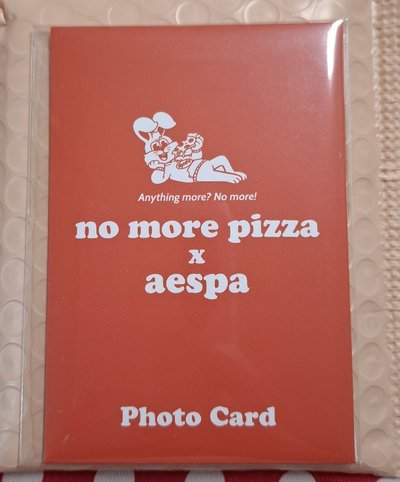 Anything more? No more!
no more pizza
x
aespa
Photo Card